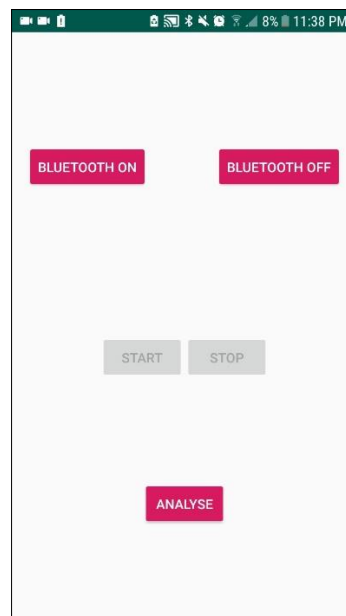 8% 11:38 PM
BLUETOOTH ON BLUETOOTH OFF
START STOP
ANALYSE